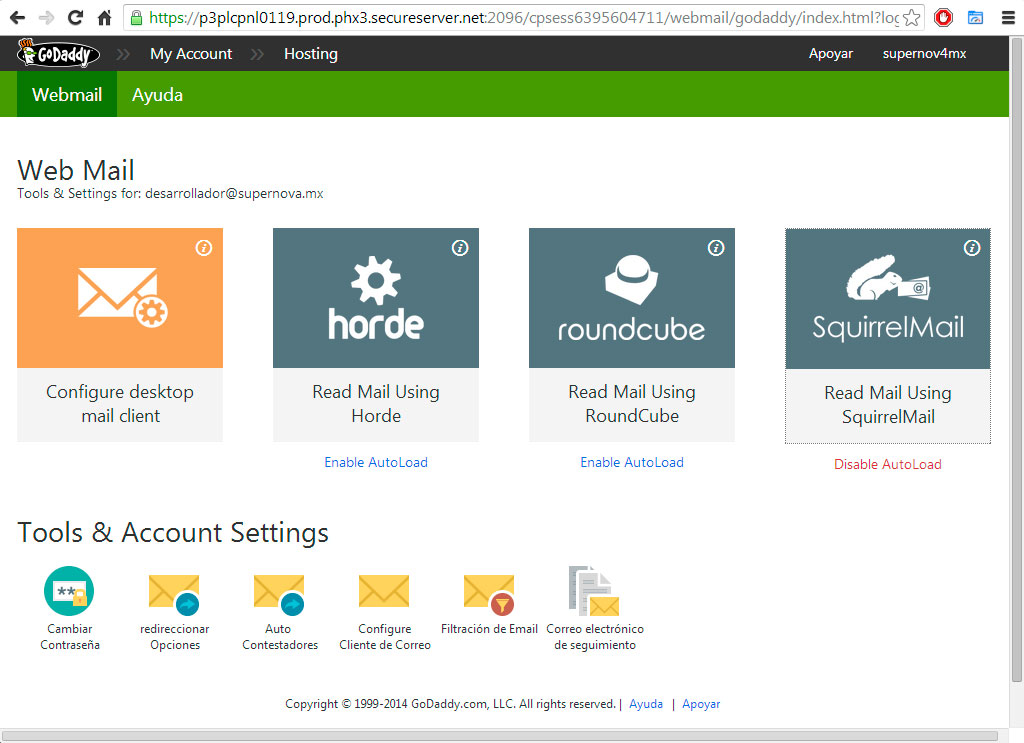 https://p3plcpnl0119.prod.phx3.secureserver.net:2096/cpsess6395604711/webmail/godaddy/index.html?log
GoDaddy
My Account
Hosting
Apoyar
supernov4mx
Webmail
Ayuda
Web Mail
Tools & Settings for: desarrollador@supernova.mx
horde
roundcube
SquirrelMail
Configure desktop
mail client
Read Mail Using
Horde
Read Mail Using
RoundCube
Read Mail Using
SquirrelMail
Enable AutoLoad
Enable AutoLoad
Disable AutoLoad
Tools & Account Settings
Cambiar
Contraseña
redireccionar
Opciones
Auto
Contestadores
Configure
Cliente de Correo
Filtración de Email
Correo electrónico
de seguimiento
Copyright © 1999-2014 GoDaddy.com, LLC. All rights reserved. | Ayuda | Apoyar